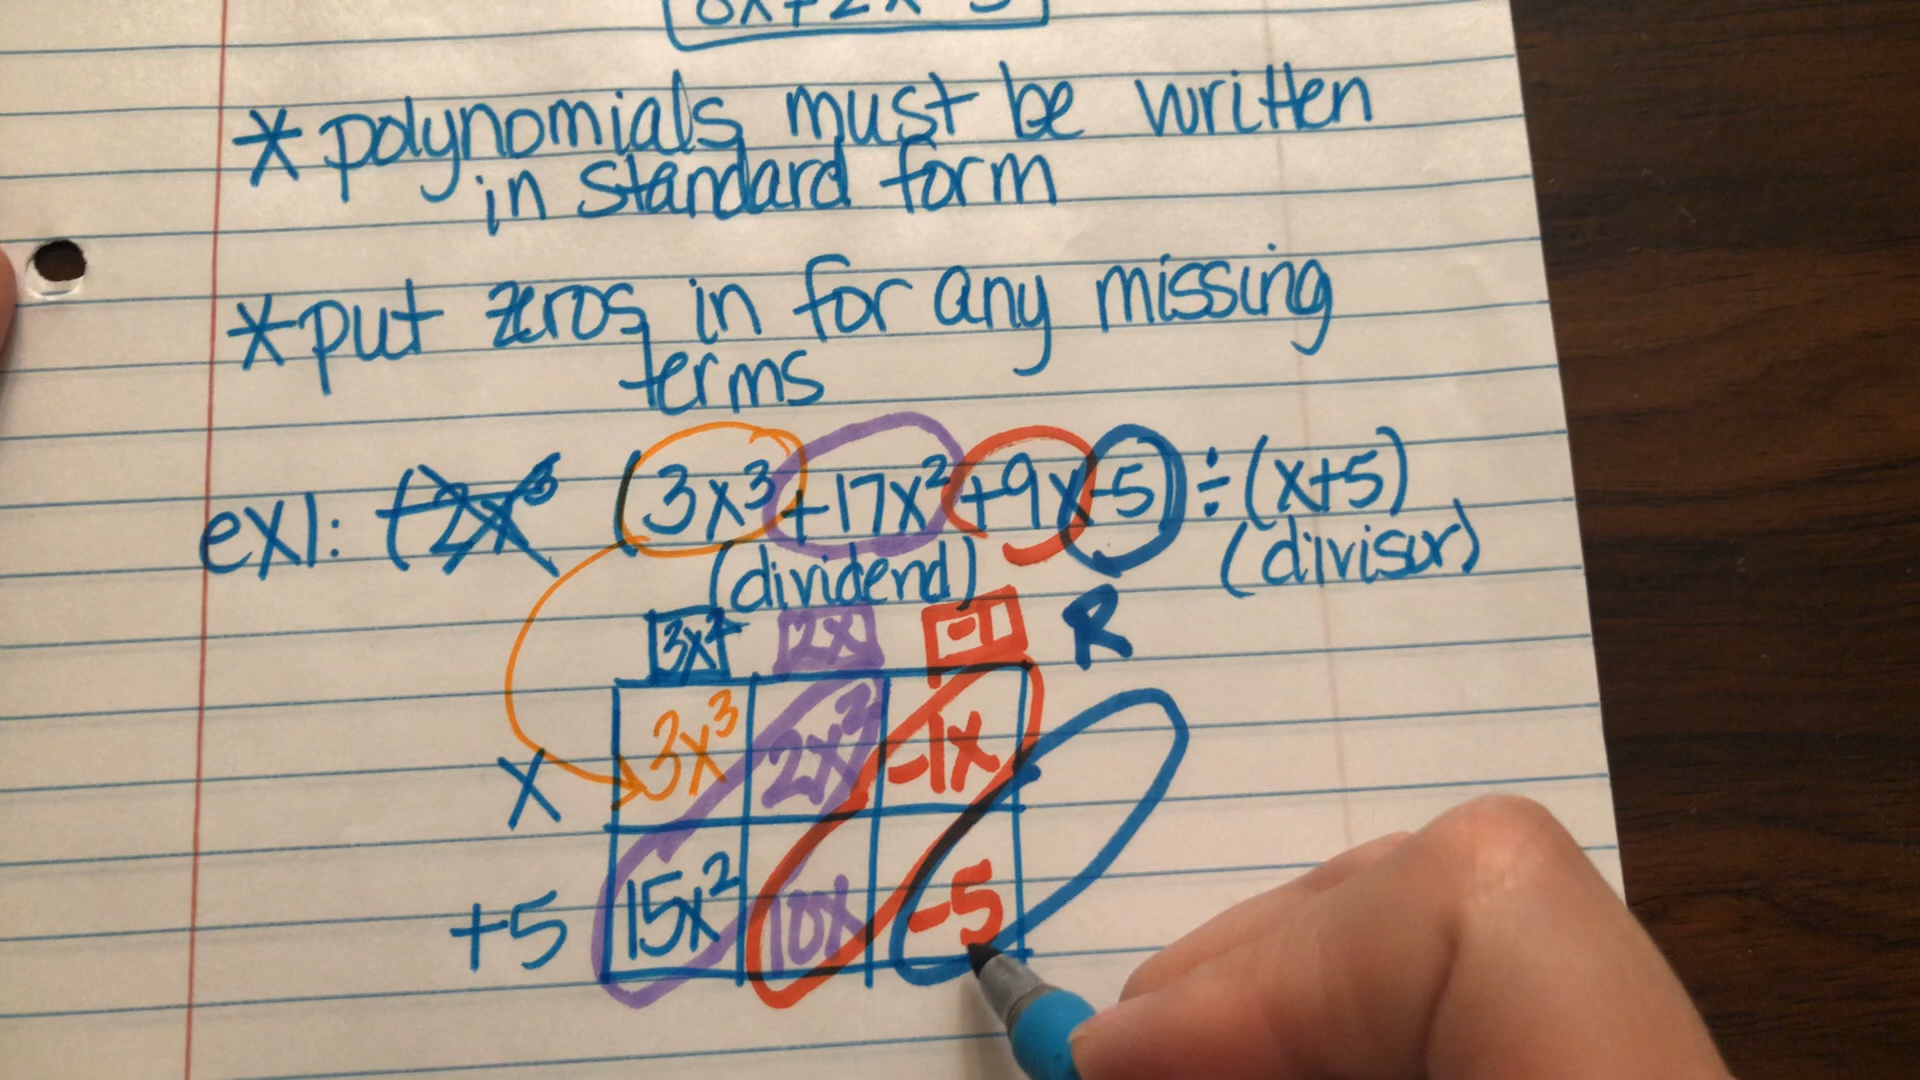 * polynomials must be written
in standard form
* put zeros in for any missing
terms
ex1: (3x³+17x²+9x-5)÷(x+5)
(dividend) (divisor)
3x² 2x -1 R
x 3x³ 2x² -1x
+5 15x² 10x -5